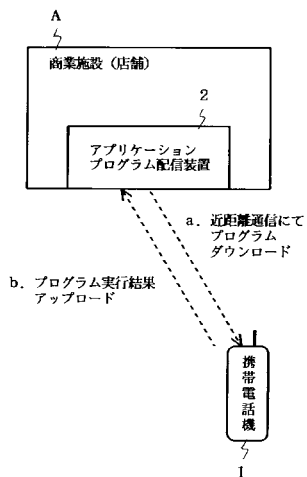 A
商業施設（店舗）
2
アプリケーション
プログラム配信装置
a．近距離通信にて
プログラム
ダウンロード
b．プログラム実行結果
アップロード
携帯電話機
1